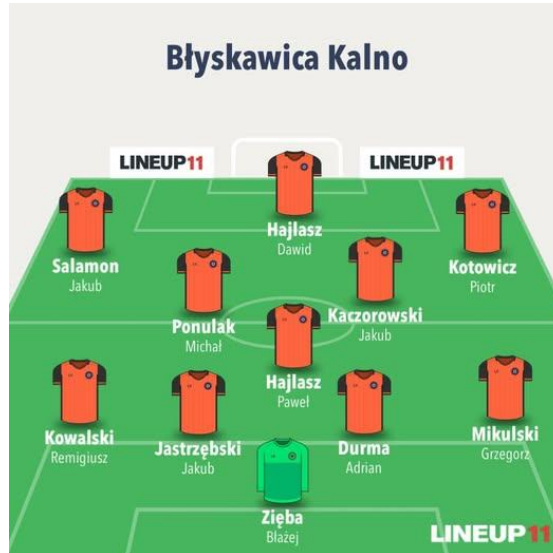 Błyskawica Kalno
LINEUP11
LINEUP11
Hajłasz
Dawid
Salamon
Jakub
Kotowicz
Piotr
Ponulak
Michał
Kaczorowski
Jakub
Hajłasz
Paweł
Kowalski
Remigiusz
Jastrzębski
Jakub
Durma
Adrian
Mikulski
Grzegorz
Zięba
Błażej
LINEUP11